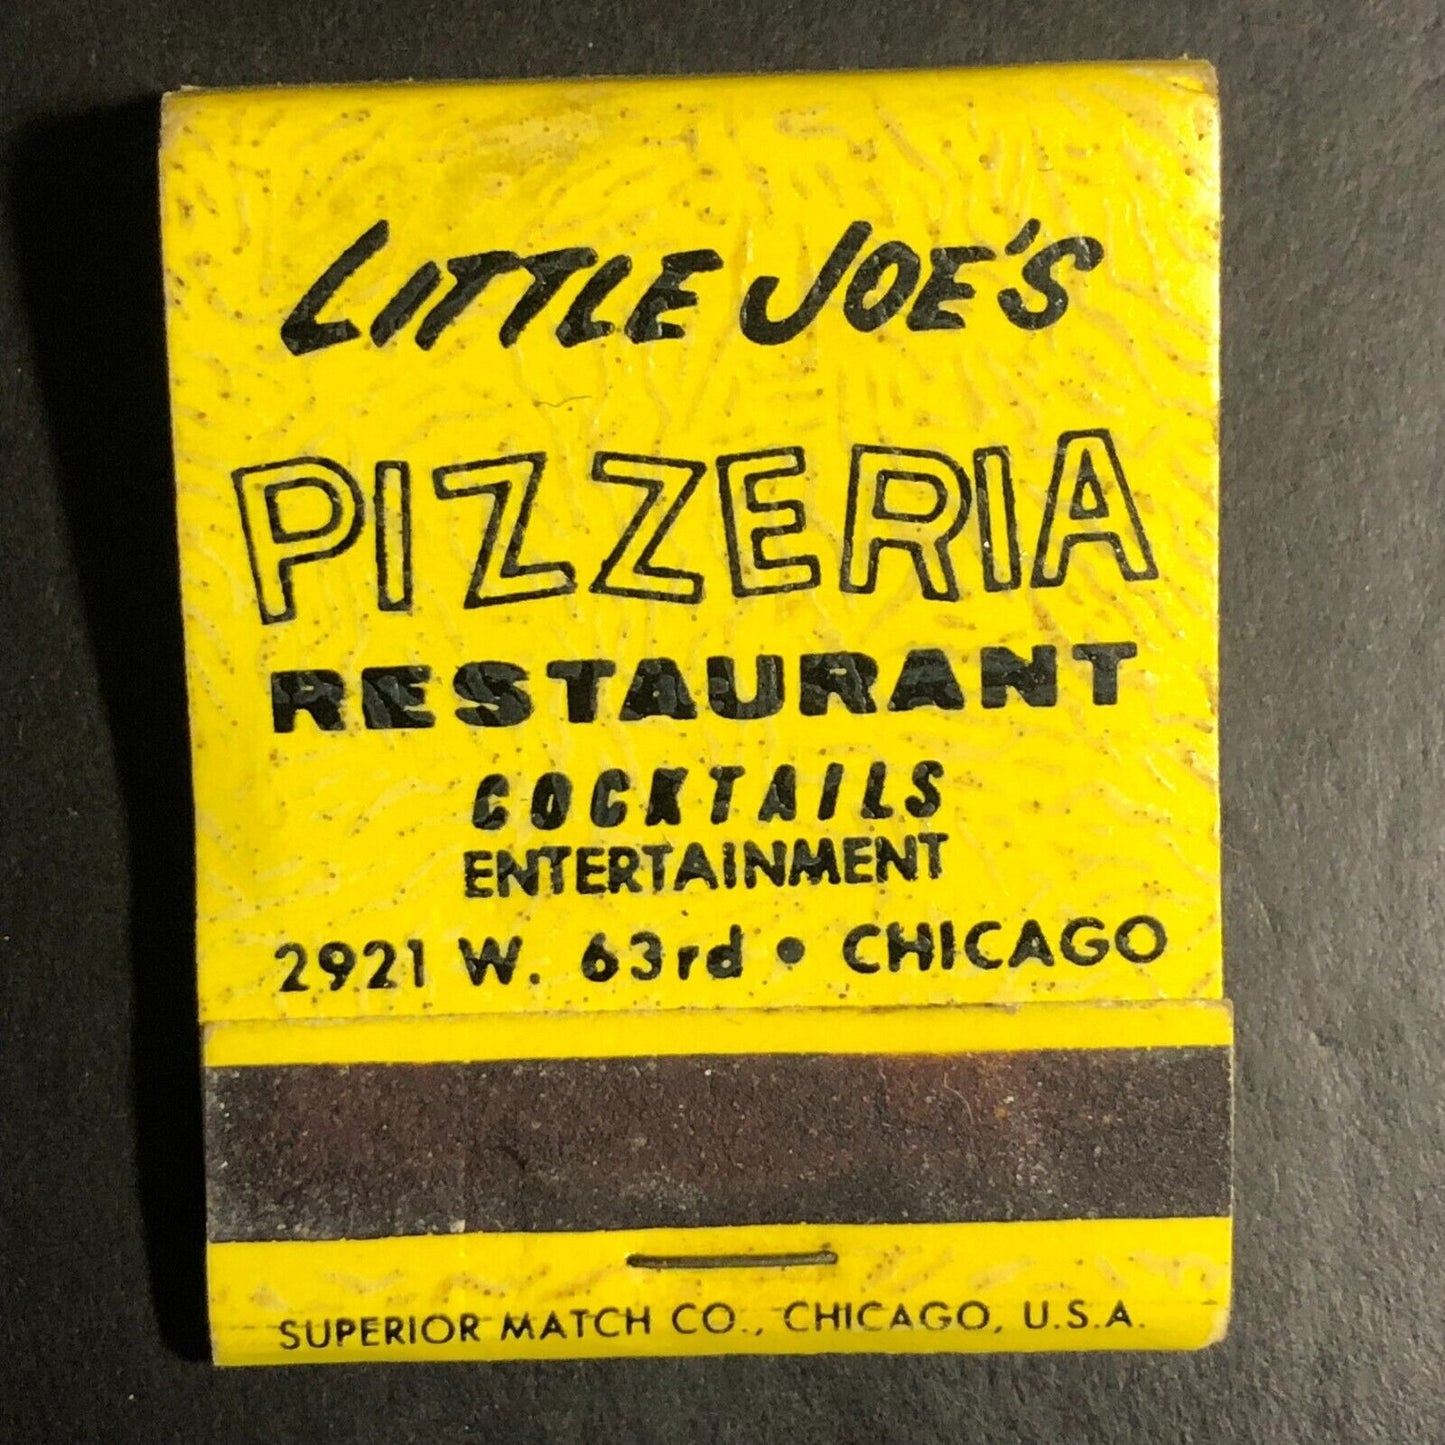 LITTLE JOE'S
PIZZERIA
RESTAURANT
COCKTAILS
ENTERTAINMENT
2921 W. 63rd • CHICAGO
SUPERIOR MATCH CO., CHICAGO, U.S.A.